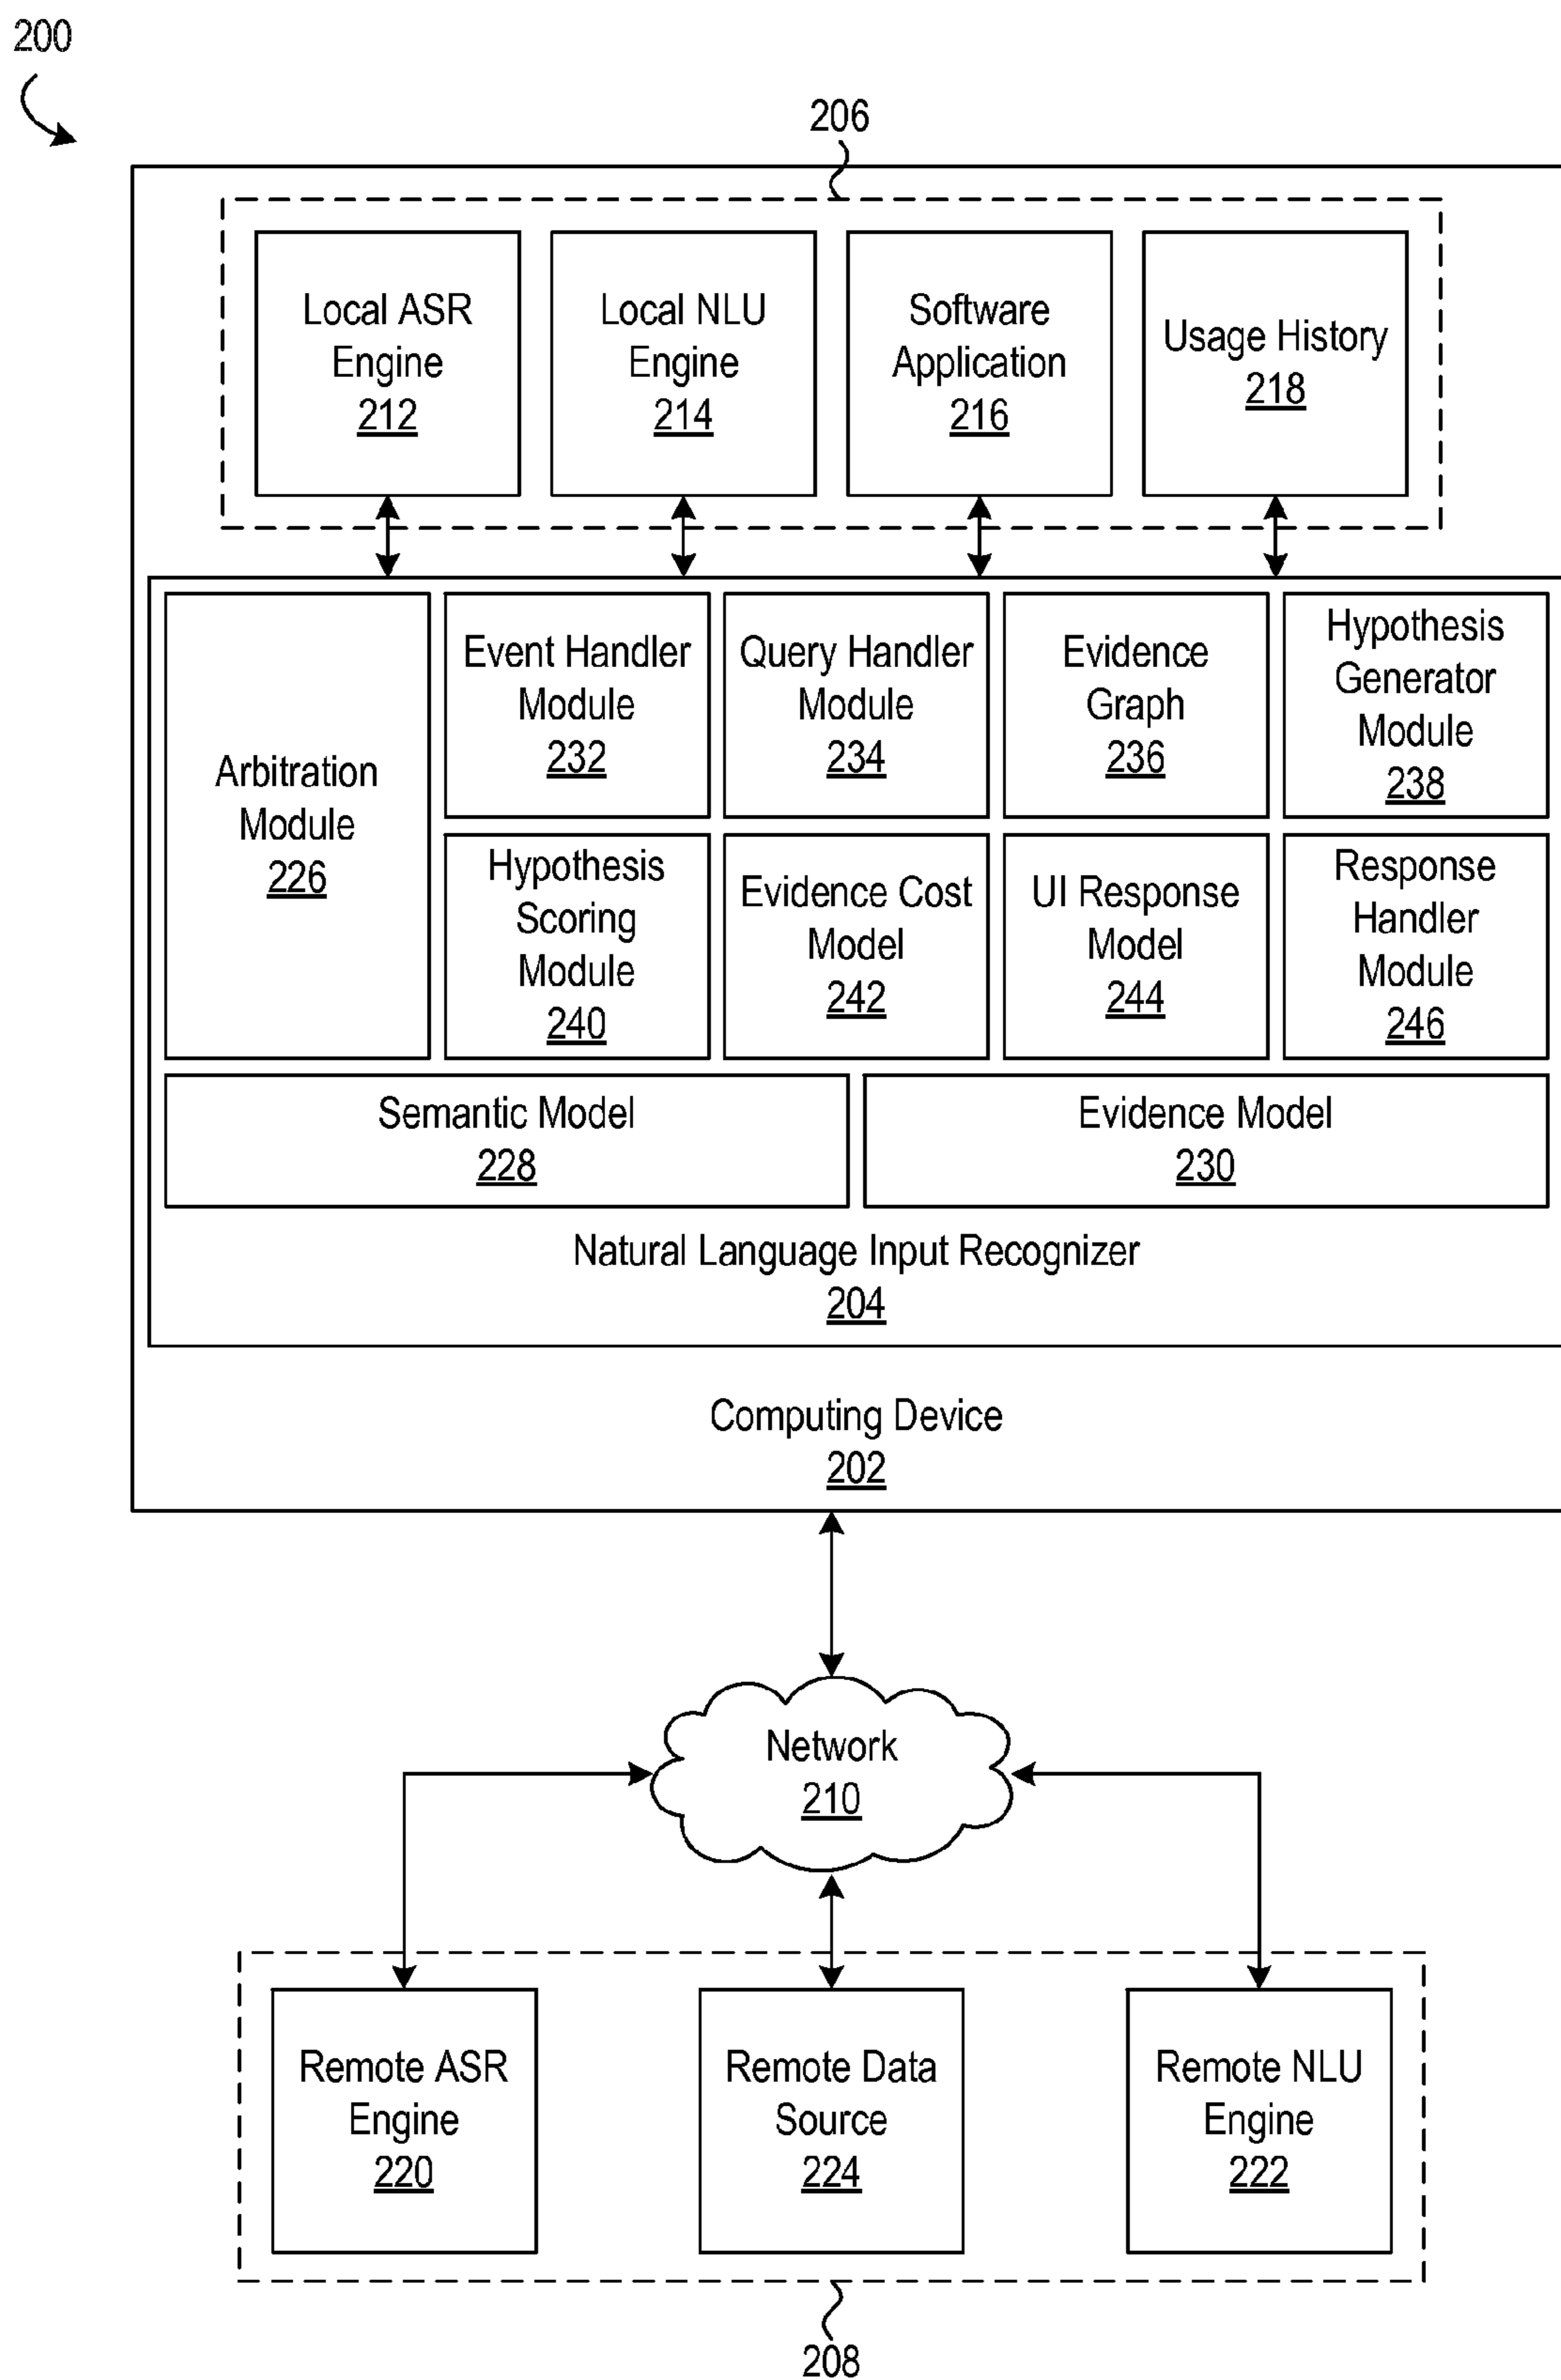 200
206
Local ASR
Engine
212
Local NLU
Engine
214
Software
Application
216
Usage History
218
Arbitration
Module
226
Event Handler
Module
232
Query Handler
Module
234
Evidence
Graph
236
Hypothesis
Generator
Module
238
Hypothesis
Scoring
Module
240
Evidence Cost
Model
242
UI Response
Model
244
Response
Handler
Module
246
Semantic Model
228
Evidence Model
230
Natural Language Input Recognizer
204
Computing Device
202
Network
210
Remote ASR
Engine
220
Remote Data
Source
224
Remote NLU
Engine
222
208